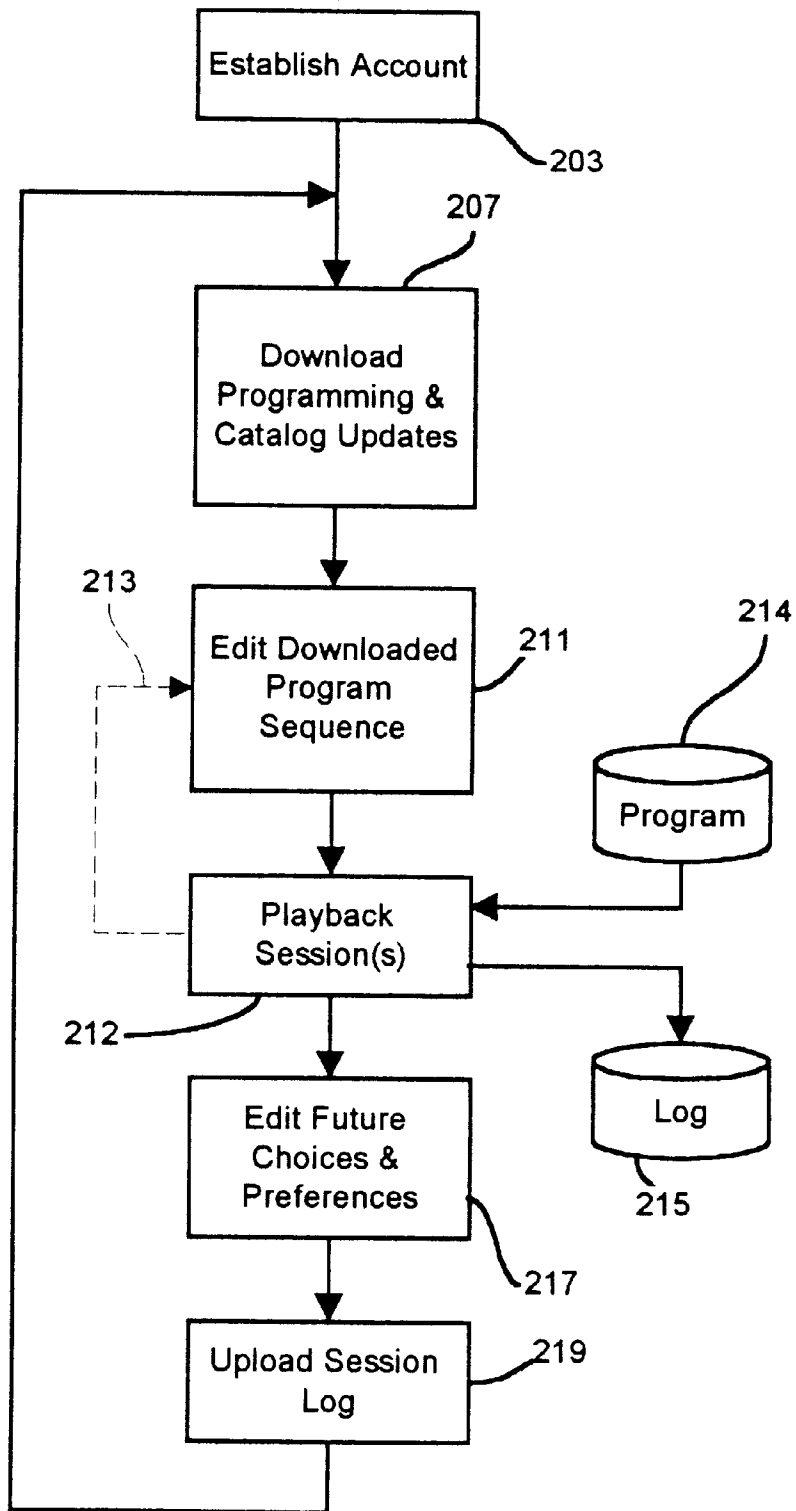 Establish Account
203
207
Download
Programming &
Catalog Updates
213
Edit Downloaded
Program
Sequence
211
214
Program
Playback
Session(s)
212
Log
215
Edit Future
Choices &
Preferences
217
Upload Session
Log
219